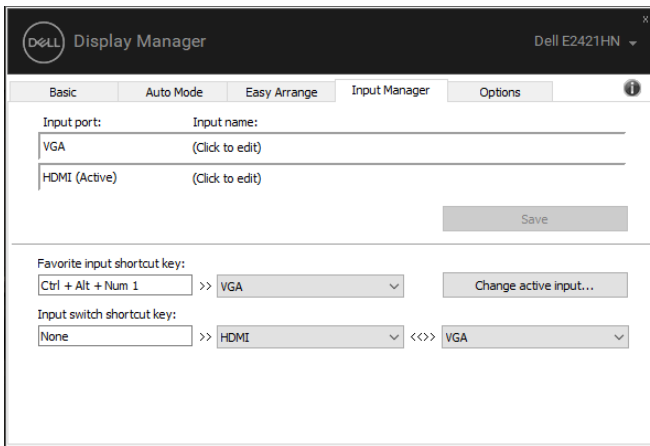 x
DELL Display Manager Dell E2421HN
Basic Auto Mode Easy Arrange Input Manager Options i
Input port: Input name:
VGA (Click to edit)
HDMI (Active) (Click to edit)
Save
Favorite input shortcut key:
Ctrl + Alt + Num 1 >> VGA Change active input...
Input switch shortcut key:
None >> HDMI <<>> VGA